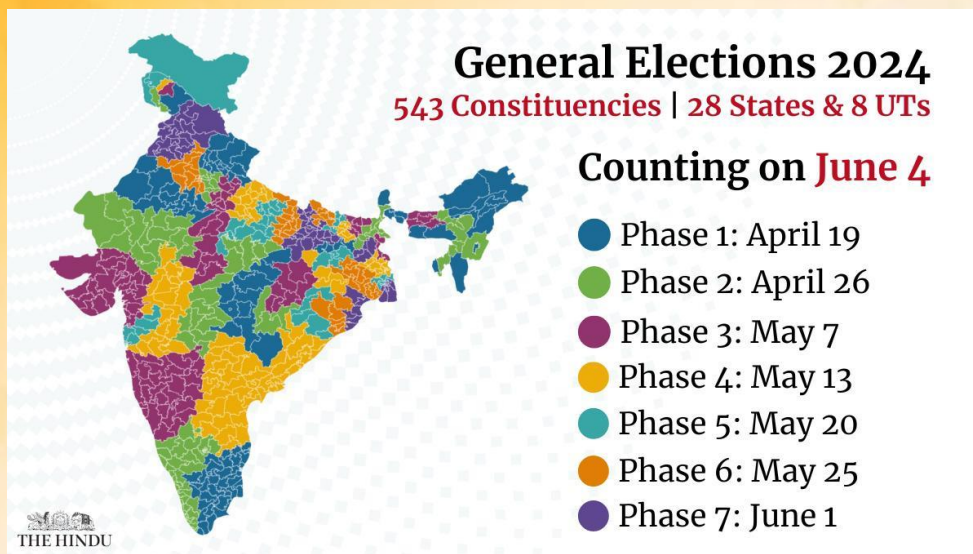 General Elections 2024
543 Constituencies | 28 States & 8 UTs
Counting on June 4
Phase 1: April 19
Phase 2: April 26
Phase 3: May 7
Phase 4: May 13
Phase 5: May 20
Phase 6: May 25
Phase 7: June 1
THE HINDU